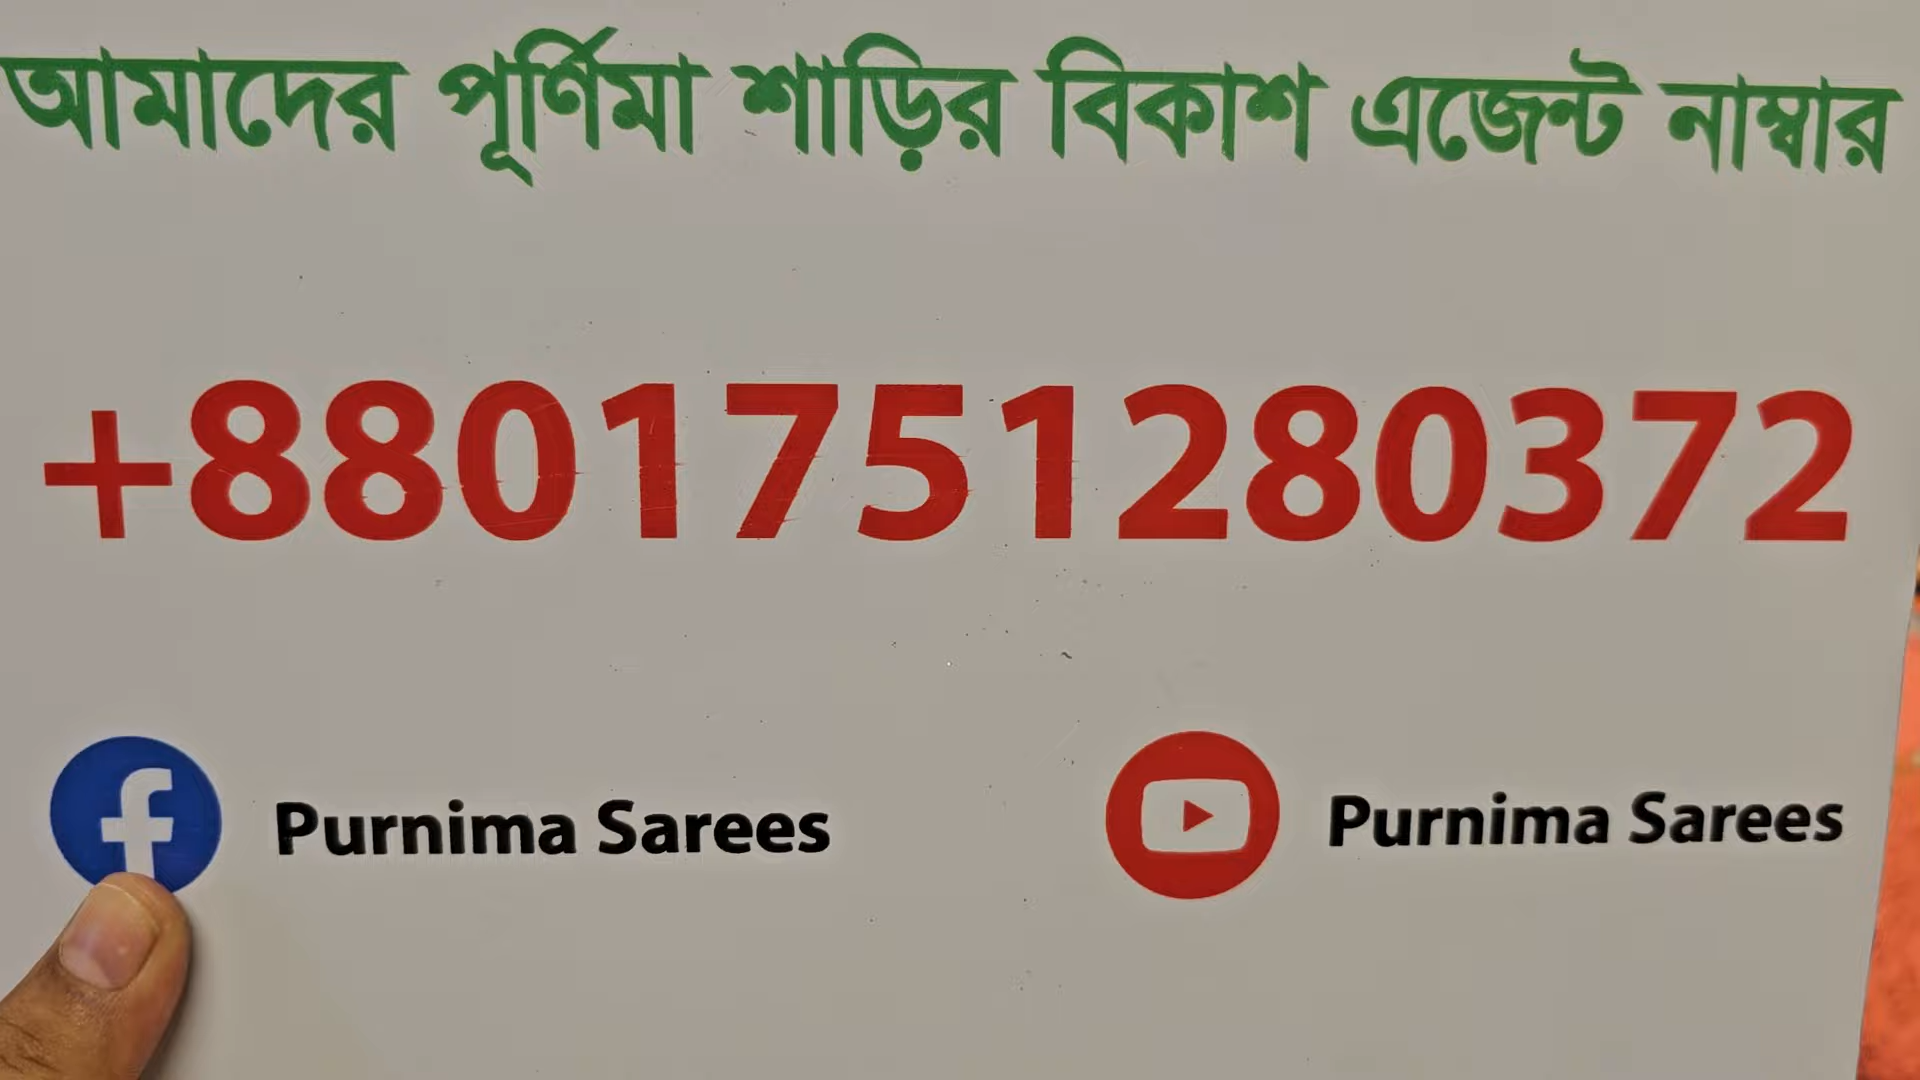 আমাদের পূর্ণিমা শাড়ির বিকাশ এজেন্ট নাম্বার
+8801751280372
Purnima Sarees Purnima Sarees